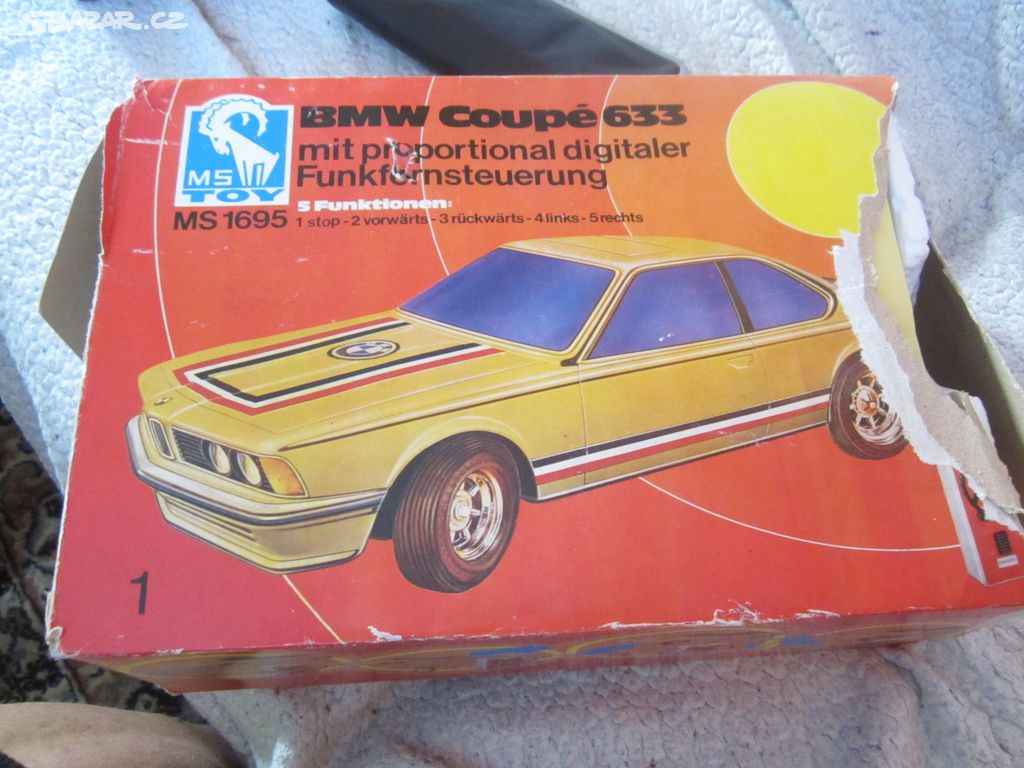 SBAZAR.CZ
BMW Coupé 633
mit proportional digitaler
Funkfernsteuerung
5 Funktionen:
1 stop - 2 vorwärts - 3 rückwärts - 4 links - 5 rechts
MS
TOY
MS 1695
1